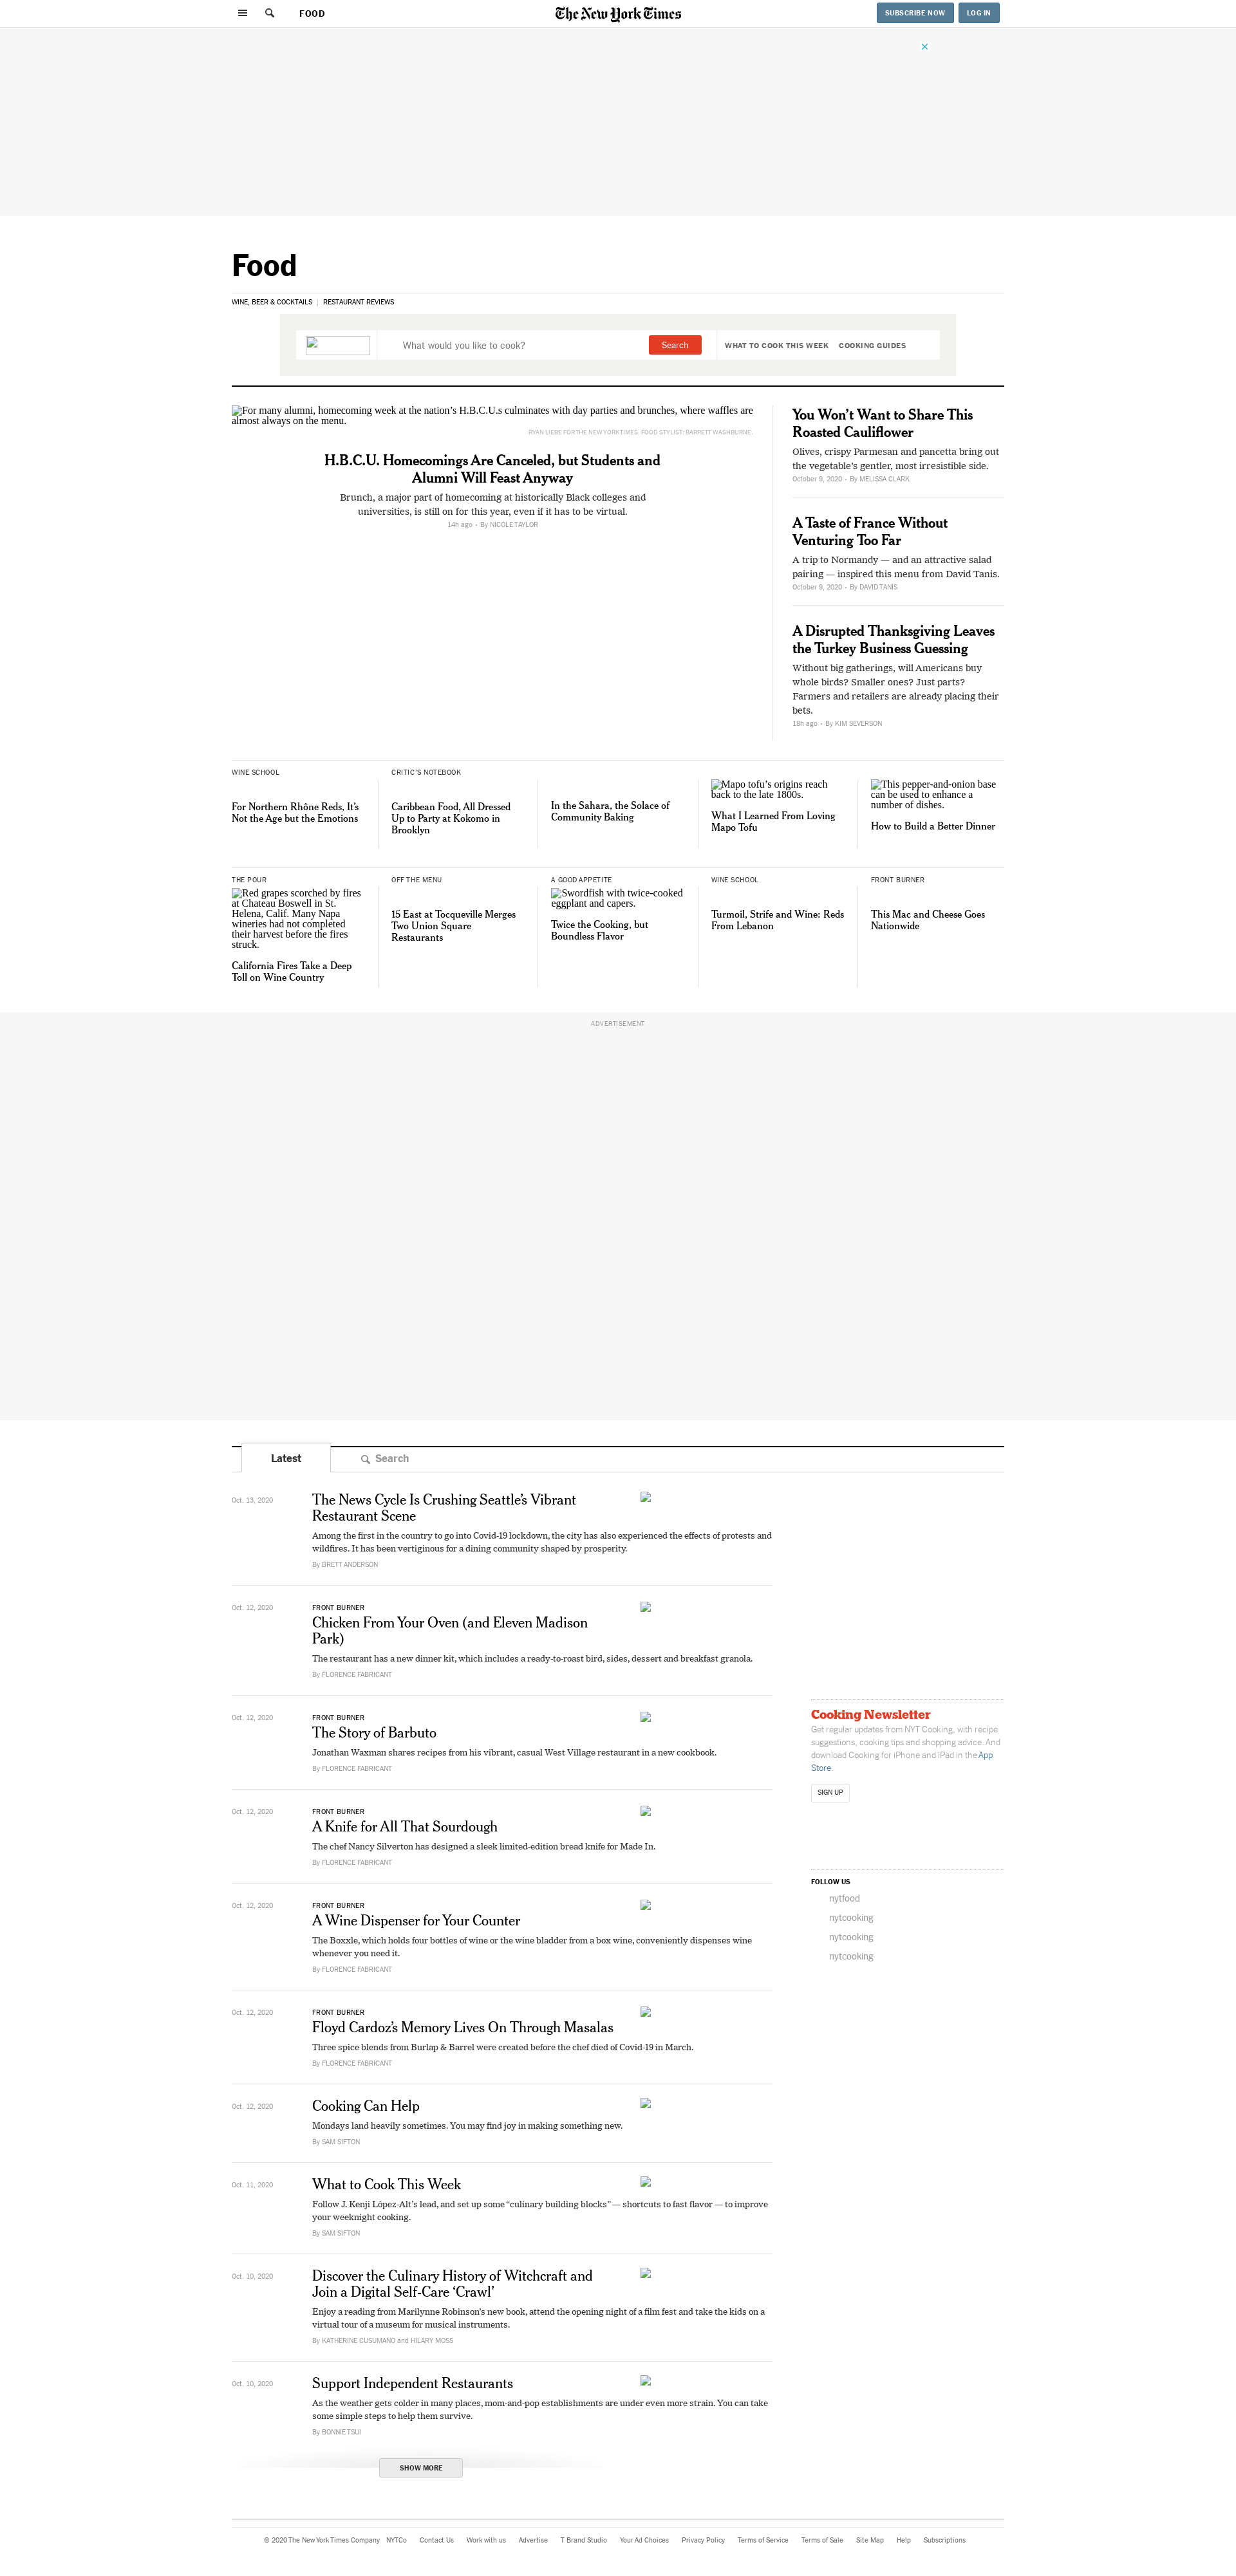 FOOD
The New York Times
SUBSCRIBE NOW
LOG IN
Food
WINE, BEER & COCKTAILS | RESTAURANT REVIEWS
What would you like to cook?
Search
WHAT TO COOK THIS WEEK
COOKING GUIDES
For many alumni, homecoming week at the nation’s H.B.C.U.s culminates with day parties and brunches, where waffles are
almost always on the menu.
RYAN LIEBE FOR THE NEW YORK TIMES. FOOD STYLIST: BARRETT WASHBURNE.
H.B.C.U. Homecomings Are Canceled, but Students and
Alumni Will Feast Anyway
Brunch, a major part of homecoming at historically Black colleges and
universities, is still on for this year, even if it has to be virtual.
14h ago • By NICOLE TAYLOR
You Won’t Want to Share This
Roasted Cauliflower
Olives, crispy Parmesan and pancetta bring out
the vegetable’s gentler, most irresistible side.
October 9, 2020 • By MELISSA CLARK
A Taste of France Without
Venturing Too Far
A trip to Normandy — and an attractive salad
pairing — inspired this menu from David Tanis.
October 9, 2020 • By DAVID TANIS
A Disrupted Thanksgiving Leaves
the Turkey Business Guessing
Without big gatherings, will Americans buy
whole birds? Smaller ones? Just parts?
Farmers and retailers are already placing their
bets.
18h ago • By KIM SEVERSON
WINE SCHOOL
For Northern Rhône Reds, It’s
Not the Age but the Emotions
CRITIC’S NOTEBOOK
Caribbean Food, All Dressed
Up to Party at Kokomo in
Brooklyn
In the Sahara, the Solace of
Community Baking
Mapo tofu’s origins reach
back to the late 1800s.
What I Learned From Loving
Mapo Tofu
This pepper-and-onion base
can be used to enhance a
number of dishes.
How to Build a Better Dinner
THE POUR
Red grapes scorched by fires
at Chateau Boswell in St.
Helena, Calif. Many Napa
wineries had not completed
their harvest before the fires
struck.
California Fires Take a Deep
Toll on Wine Country
OFF THE MENU
15 East at Tocqueville Merges
Two Union Square
Restaurants
A GOOD APPETITE
Swordfish with twice-cooked
eggplant and capers.
Twice the Cooking, but
Boundless Flavor
WINE SCHOOL
Turmoil, Strife and Wine: Reds
From Lebanon
FRONT BURNER
This Mac and Cheese Goes
Nationwide
ADVERTISEMENT
Latest
Search
Oct. 13, 2020
The News Cycle Is Crushing Seattle’s Vibrant
Restaurant Scene
Among the first in the country to go into Covid-19 lockdown, the city has also experienced the effects of protests and
wildfires. It has been vertiginous for a dining community shaped by prosperity.
By BRETT ANDERSON
Oct. 12, 2020
FRONT BURNER
Chicken From Your Oven (and Eleven Madison
Park)
The restaurant has a new dinner kit, which includes a ready-to-roast bird, sides, dessert and breakfast granola.
By FLORENCE FABRICANT
Oct. 12, 2020
FRONT BURNER
The Story of Barbuto
Jonathan Waxman shares recipes from his vibrant, casual West Village restaurant in a new cookbook.
By FLORENCE FABRICANT
Oct. 12, 2020
FRONT BURNER
A Knife for All That Sourdough
The chef Nancy Silverton has designed a sleek limited-edition bread knife for Made In.
By FLORENCE FABRICANT
Oct. 12, 2020
FRONT BURNER
A Wine Dispenser for Your Counter
The Boxxle, which holds four bottles of wine or the wine bladder from a box wine, conveniently dispenses wine
whenever you need it.
By FLORENCE FABRICANT
Oct. 12, 2020
FRONT BURNER
Floyd Cardoz’s Memory Lives On Through Masalas
Three spice blends from Burlap & Barrel were created before the chef died of Covid-19 in March.
By FLORENCE FABRICANT
Oct. 12, 2020
Cooking Can Help
Mondays land heavily sometimes. You may find joy in making something new.
By SAM SIFTON
Oct. 11, 2020
What to Cook This Week
Follow J. Kenji López-Alt’s lead, and set up some “culinary building blocks” — shortcuts to fast flavor — to improve
your weeknight cooking.
By SAM SIFTON
Oct. 10, 2020
Discover the Culinary History of Witchcraft and
Join a Digital Self-Care ‘Crawl’
Enjoy a reading from Marilynne Robinson’s new book, attend the opening night of a film fest and take the kids on a
virtual tour of a museum for musical instruments.
By KATHERINE CUSUMANO and HILARY MOSS
Oct. 10, 2020
Support Independent Restaurants
As the weather gets colder in many places, mom-and-pop establishments are under even more strain. You can take
some simple steps to help them survive.
By BONNIE TSUI
SHOW MORE
Cooking Newsletter
Get regular updates from NYT Cooking, with recipe
suggestions, cooking tips and shopping advice. And
download Cooking for iPhone and iPad in the App
Store.
SIGN UP
FOLLOW US
nytfood
nytcooking
nytcooking
nytcooking
© 2020 The New York Times Company NYTCo Contact Us Work with us Advertise T Brand Studio Your Ad Choices Privacy Policy Terms of Service Terms of Sale Site Map Help Subscriptions